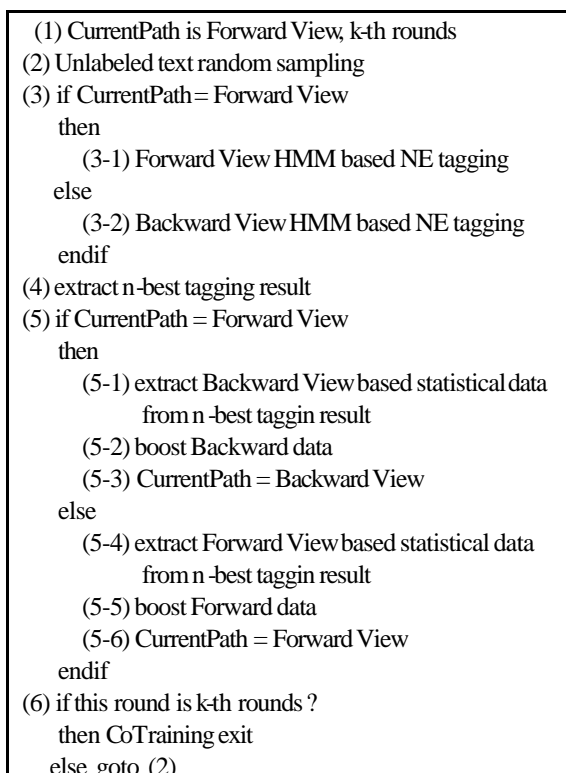 (1) CurrentPath is Forward View, k-th rounds
(2) Unlabeled text random sampling
(3) if CurrentPath = Forward View
then
(3-1) Forward View HMM based NE tagging
else
(3-2) Backward View HMM based NE tagging
endif
(4) extract n-best tagging result
(5) if CurrentPath = Forward View
then
(5-1) extract Backward View based statistical data
from n -best taggin result
(5-2) boost Backward data
(5-3) CurrentPath = Backward View
else
(5-4) extract Forward View based statistical data
from n -best taggin result
(5-5) boost Forward data
(5-6) CurrentPath = Forward View
endif
(6) if this round is k-th rounds ?
then CoTraining exit
else goto (2)